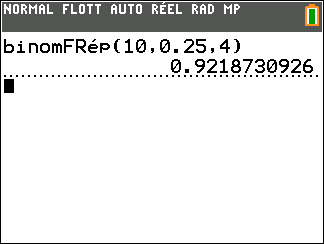 NORMAL FLOTT AUTO RÉEL RAD MP
binomFRép(10,0.25,4)
0.9218730926